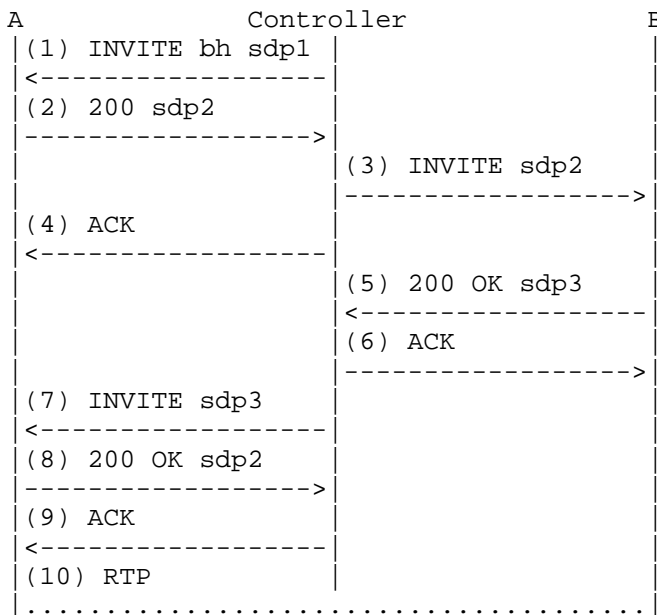 A Controller B
(1) INVITE bh sdp1
(2) 200 sdp2
(3) INVITE sdp2
(4) ACK
(5) 200 OK sdp3
(6) ACK
(7) INVITE sdp3
(8) 200 OK sdp2
(9) ACK
(10) RTP